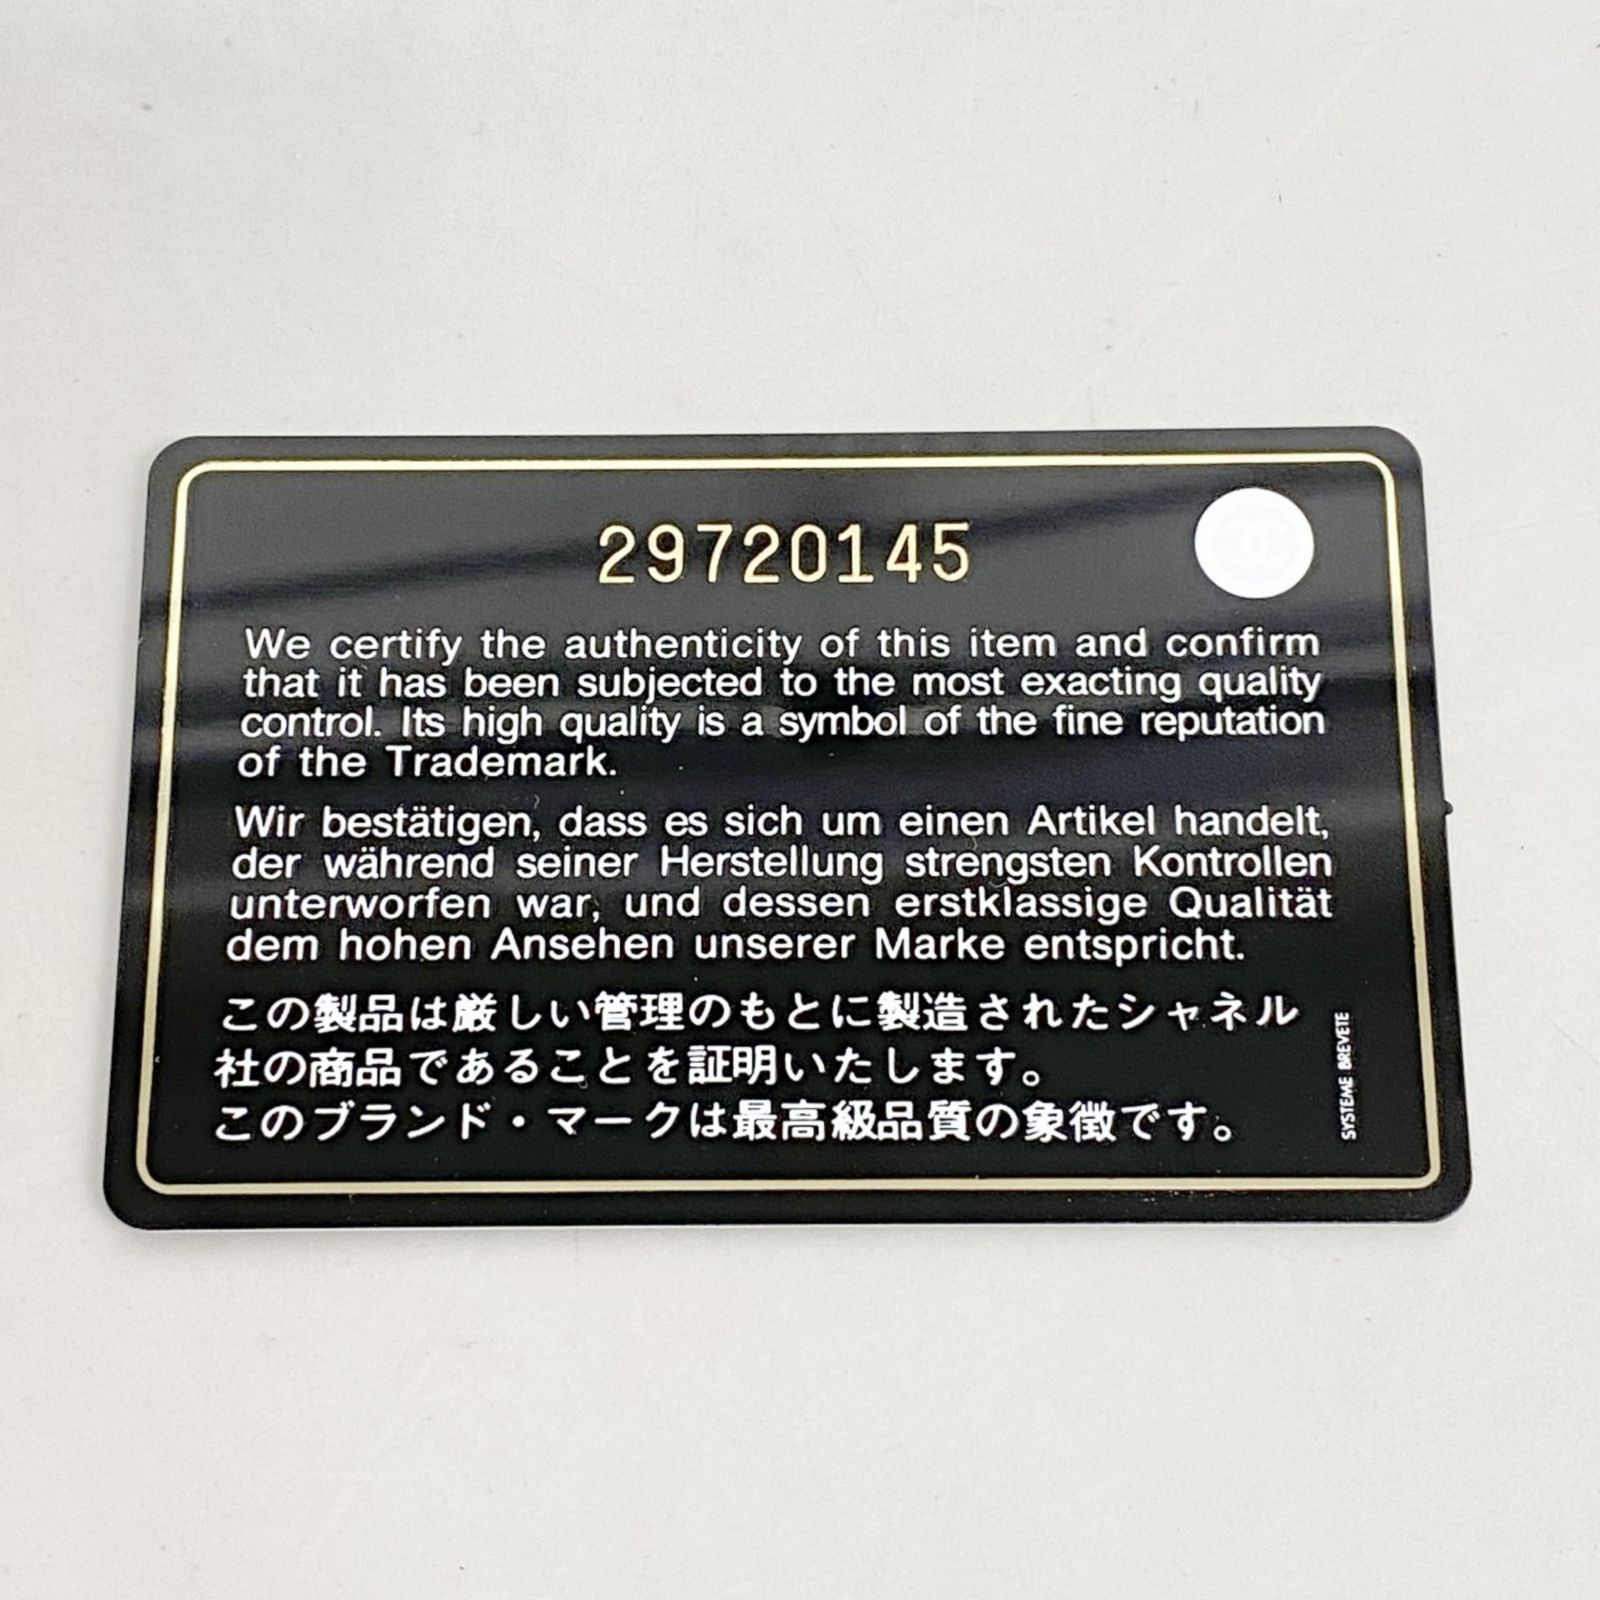 29720145
We certify the authenticity of this item and confirm
that it has been subjected to the most exacting quality
control. Its high quality is a symbol of the fine reputation
of the Trademark.
Wir bestätigen, dass es sich um einen Artikel handelt,
der während seiner Herstellung strengsten Kontrollen
unterworfen war, und dessen erstklassige Qualität
dem hohen Ansehen unserer Marke entspricht.
この製品は厳しい管理のもとに製造されたシャネル
社の商品であることを証明いたします。
このブランド・マークは最高級品質の象徴です。
SYSTEME BREVETE